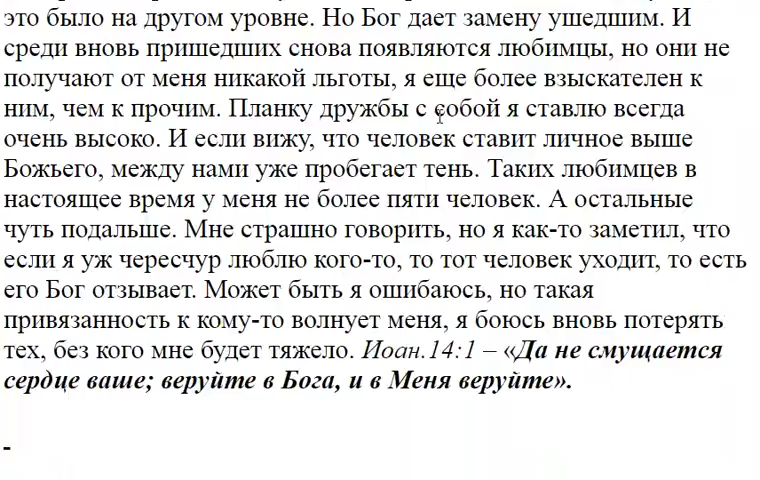 это было на другом уровне. Но Бог дает замену ушедшим. И
среди вновь пришедших снова появляются любимцы, но они не
получают от меня никакой льготы, я еще более взыскателен к
ним, чем к прочим. Планку дружбы с собой я ставлю всегда
очень высоко. И если вижу, что человек ставит личное выше
Божьего, между нами уже пробегает тень. Таких любимцев в
настоящее время у меня не более пяти человек. А остальные
чуть подальше. Мне страшно говорить, но я как-то заметил, что
если я уж чересчур люблю кого-то, то тот человек уходит, то есть
его Бог отзывает. Может быть я ошибаюсь, но такая
привязанность к кому-то волнует меня, я боюсь вновь потерять
тех, без кого мне будет тяжело. Иоан.14:1 – «Да не смущается
сердце ваше; веруйте в Бога, и в Меня веруйте».
-